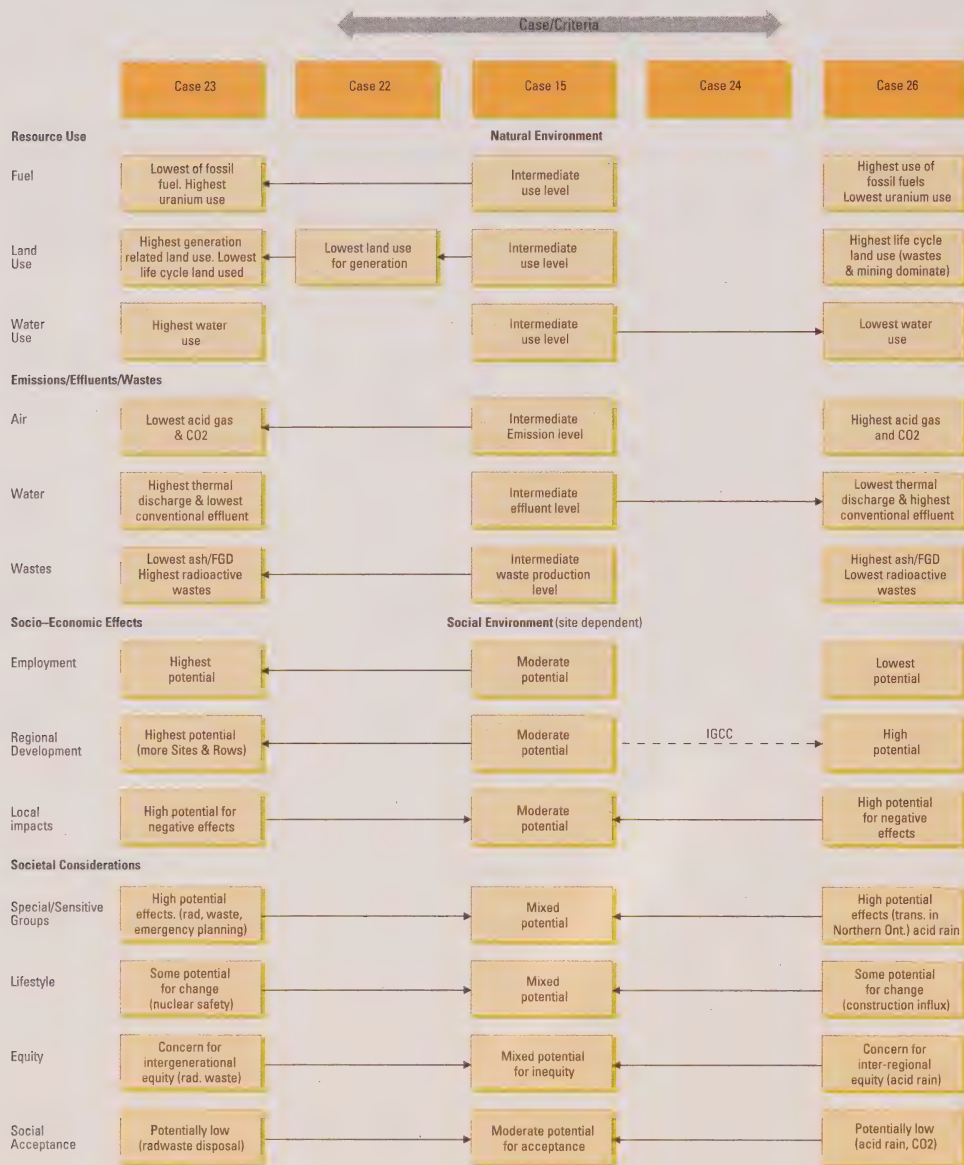 Case/Criteria
Case 23
Case 22
Case 15
Case 24
Case 26
Resource Use
Natural Environment
Fuel
Lowest of fossil
fuel. Highest
uranium use
Intermediate
use level
Highest use of
fossil fuels
Lowest uranium use
Land
Use
Highest generation
related land use. Lowest
life cycle land used
Lowest land use
for generation
Intermediate
use level
Highest life cycle
land use (wastes
& mining dominate)
Water
Use
Highest water
use
Intermediate
use level
Lowest water
use
Emissions/Effluents/Wastes
Air
Lowest acid gas
& CO2
Intermediate
Emission level
Highest acid gas
and CO2
Water
Highest thermal
discharge & lowest
conventional effluent
Intermediate
effluent level
Lowest thermal
discharge & highest
conventional effluent
Wastes
Lowest ash/FGD
Highest radioactive
wastes
Intermediate
waste production
level
Highest ash/FGD
Lowest radioactive
wastes
Socio–Economic Effects
Social Environment (site dependent)
Employment
Highest
potential
Moderate
potential
Lowest
potential
Regional
Development
Highest potential
(more Sites & Rows)
Moderate
potential
IGCC
High
potential
Local
impacts
High potential for
negative effects
Moderate
potential
High potential
for negative
effects
Societal Considerations
Special/Sensitive
Groups
High potential
effects. (rad, waste,
emergency planning)
Mixed
potential
High potential
effects (trans. in
Northern Ont.) acid rain
Lifestyle
Some potential
for change
(nuclear safety)
Mixed
potential
Some potential
for change
(construction influx)
Equity
Concern for
intergenerational
equity (rad. waste)
Mixed potential
for inequity
Concern for
inter-regional
equity (acid rain)
Social
Acceptance
Potentially low
(radwaste disposal)
Moderate potential
for acceptance
Potentially low
(acid rain, CO2)